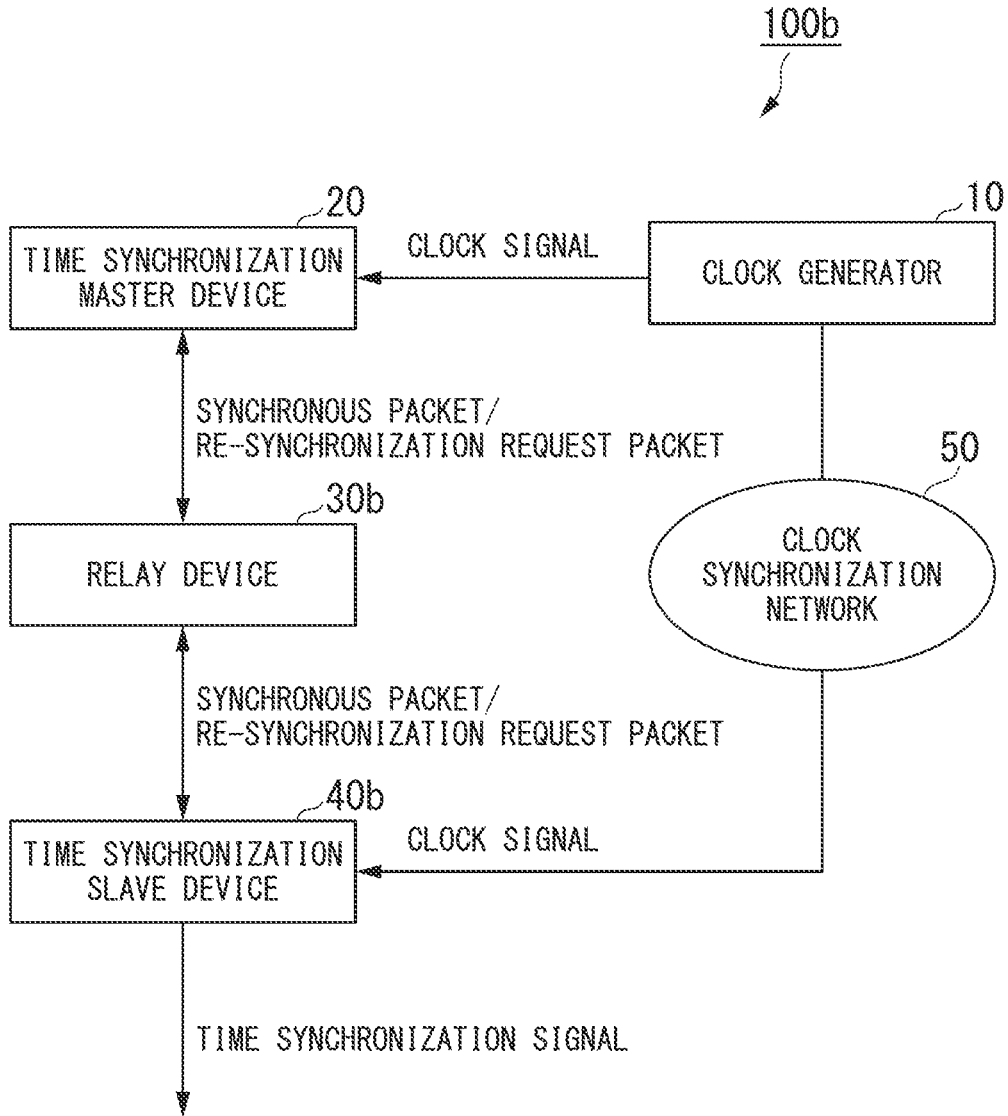 100b
20
TIME SYNCHRONIZATION
MASTER DEVICE
CLOCK SIGNAL
10
CLOCK GENERATOR
SYNCHRONOUS PACKET/
RE-SYNCHRONIZATION REQUEST PACKET
30b
RELAY DEVICE
50
CLOCK
SYNCHRONIZATION
NETWORK
SYNCHRONOUS PACKET/
RE-SYNCHRONIZATION REQUEST PACKET
40b
TIME SYNCHRONIZATION
SLAVE DEVICE
CLOCK SIGNAL
TIME SYNCHRONIZATION SIGNAL